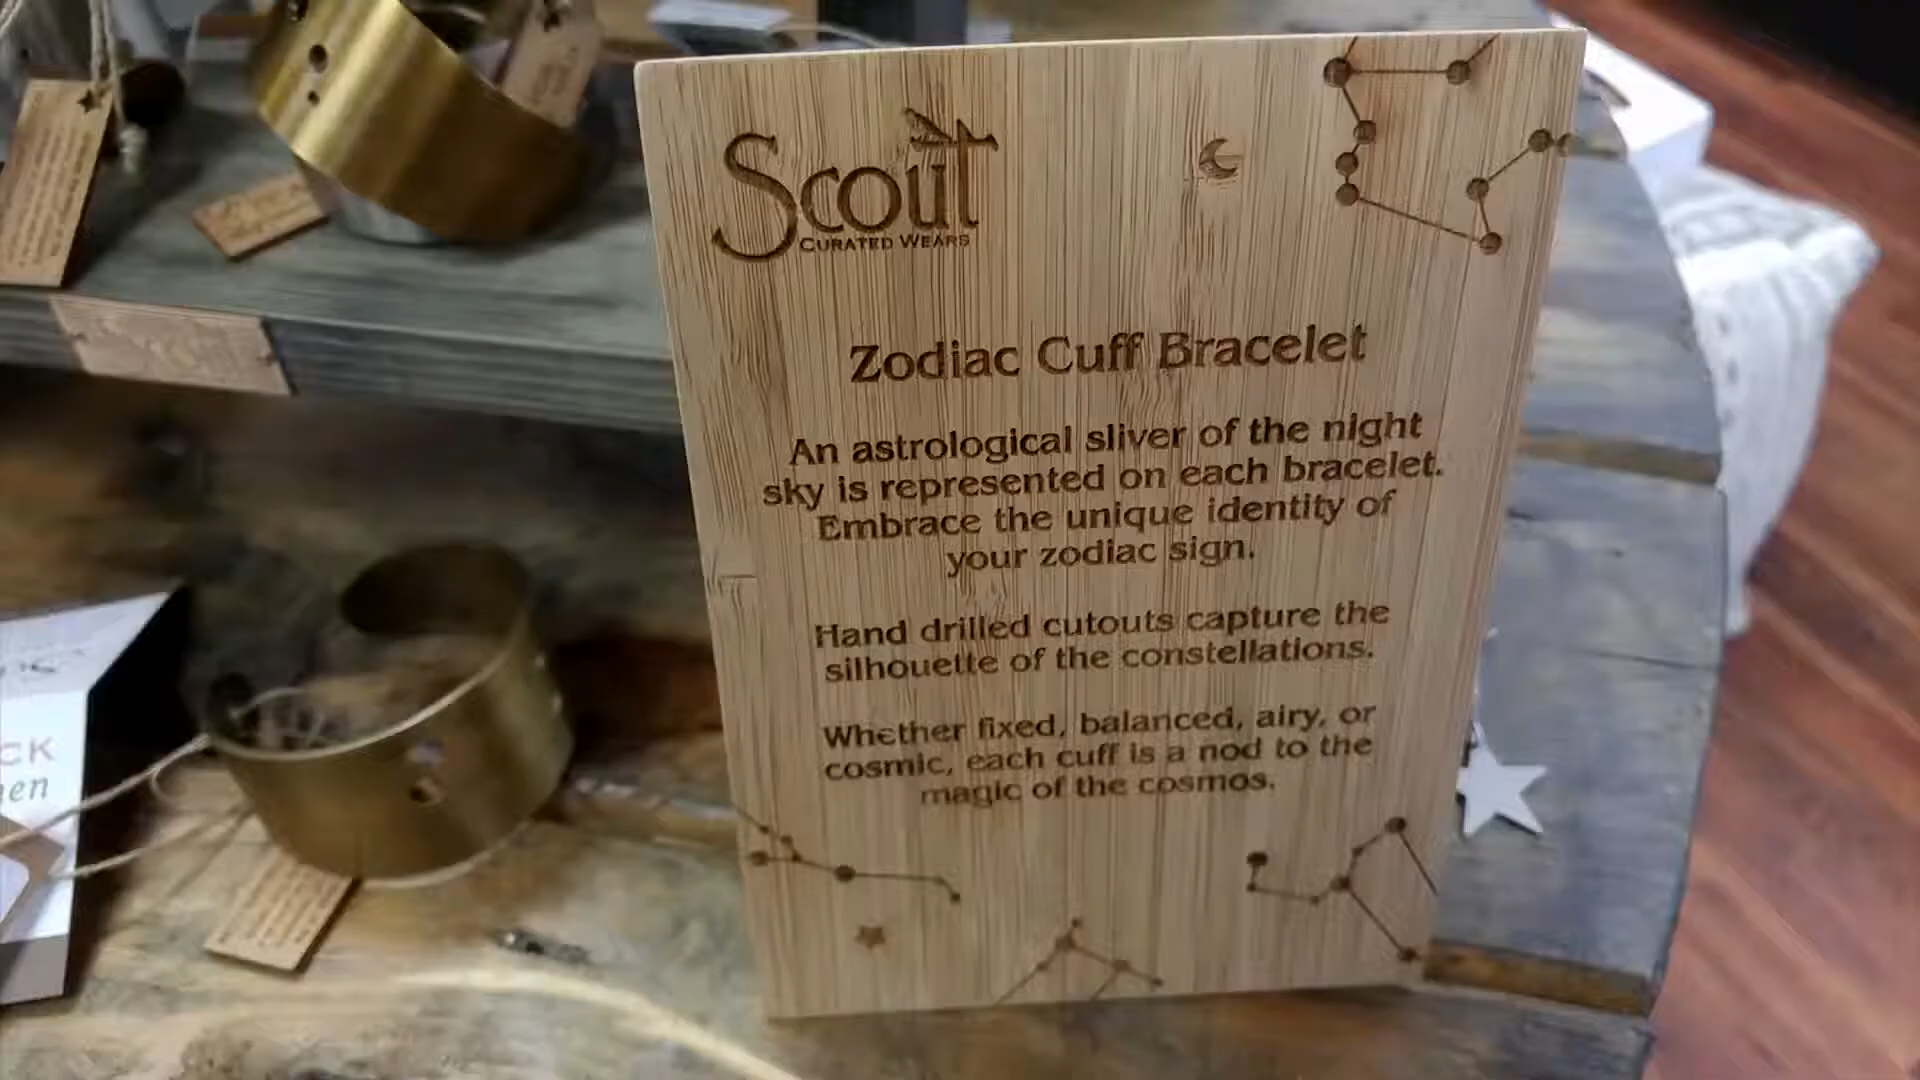 Scout
CURATED WEARS
Zodiac Cuff Bracelet
An astrological sliver of the night
sky is represented on each bracelet.
Embrace the unique identity of
your zodiac sign.
Hand drilled cutouts capture the
silhouette of the constellations.
Whether fixed, balanced, airy, or
cosmic, each cuff is a nod to the
magic of the cosmos.
CK
en